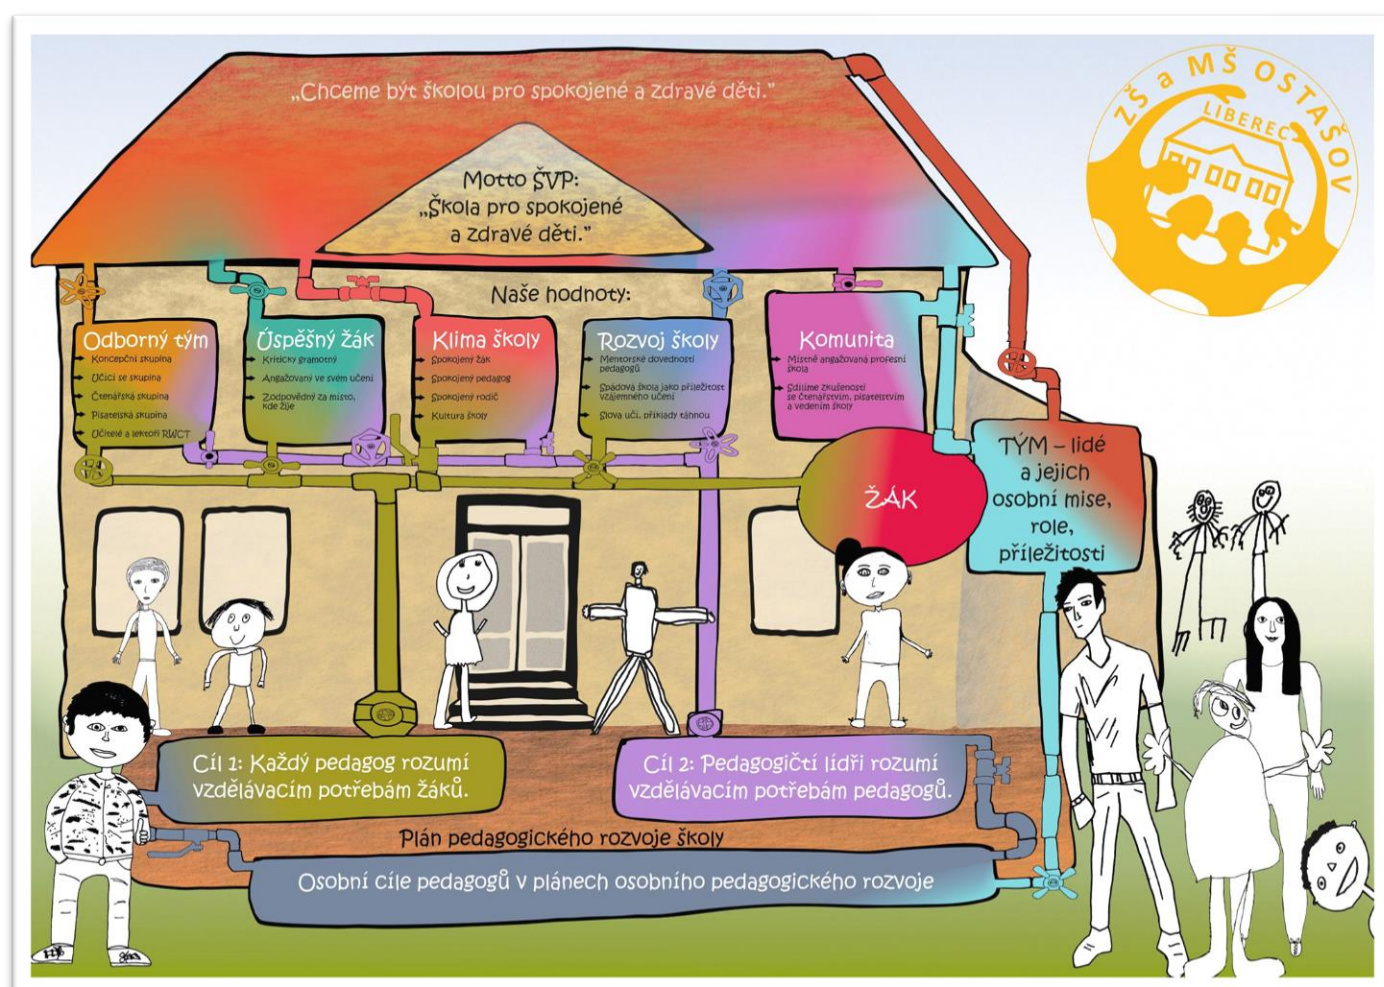 „Chceme být školou pro spokojené a zdravé děti.”
ZŠ a MŠ OSTAŠOV
LIBEREC
Motto ŠVP:
„Škola pro spokojené
a zdravé děti.”
Naše hodnoty:
Odborný tým
Koncepční skupina
Učící se skupina
Čtenářská skupina
Pisatelská skupina
Učitelé a lektoři RWCT
Úspěšný žák
Kriticky gramotný
Angažovaný ve svém učení
Zodpovědný za místo,
kde žije
Klima školy
Spokojený žák
Spokojený pedagog
Spokojený rodič
Kultura školy
Rozvoj školy
Mentorské dovednosti
pedagogů
Spádová škola jako příležitost
vzájemného učení
Slova učí, příklady táhnou
Komunita
Místně angažovaná profesní
škola
Sdílíme zkušenosti
se čtenářstvím, pisatelstvím
a vedením školy
ŽÁK
TÝM – lidé
a jejich
osobní mise,
role,
příležitosti
Cíl 1: Každý pedagog rozumí
vzdělávacím potřebám žáků.
Cíl 2: Pedagogičtí lídři rozumí
vzdělávacím potřebám pedagogů.
Plán pedagogického rozvoje školy
Osobní cíle pedagogů v plánech osobního pedagogického rozvoje